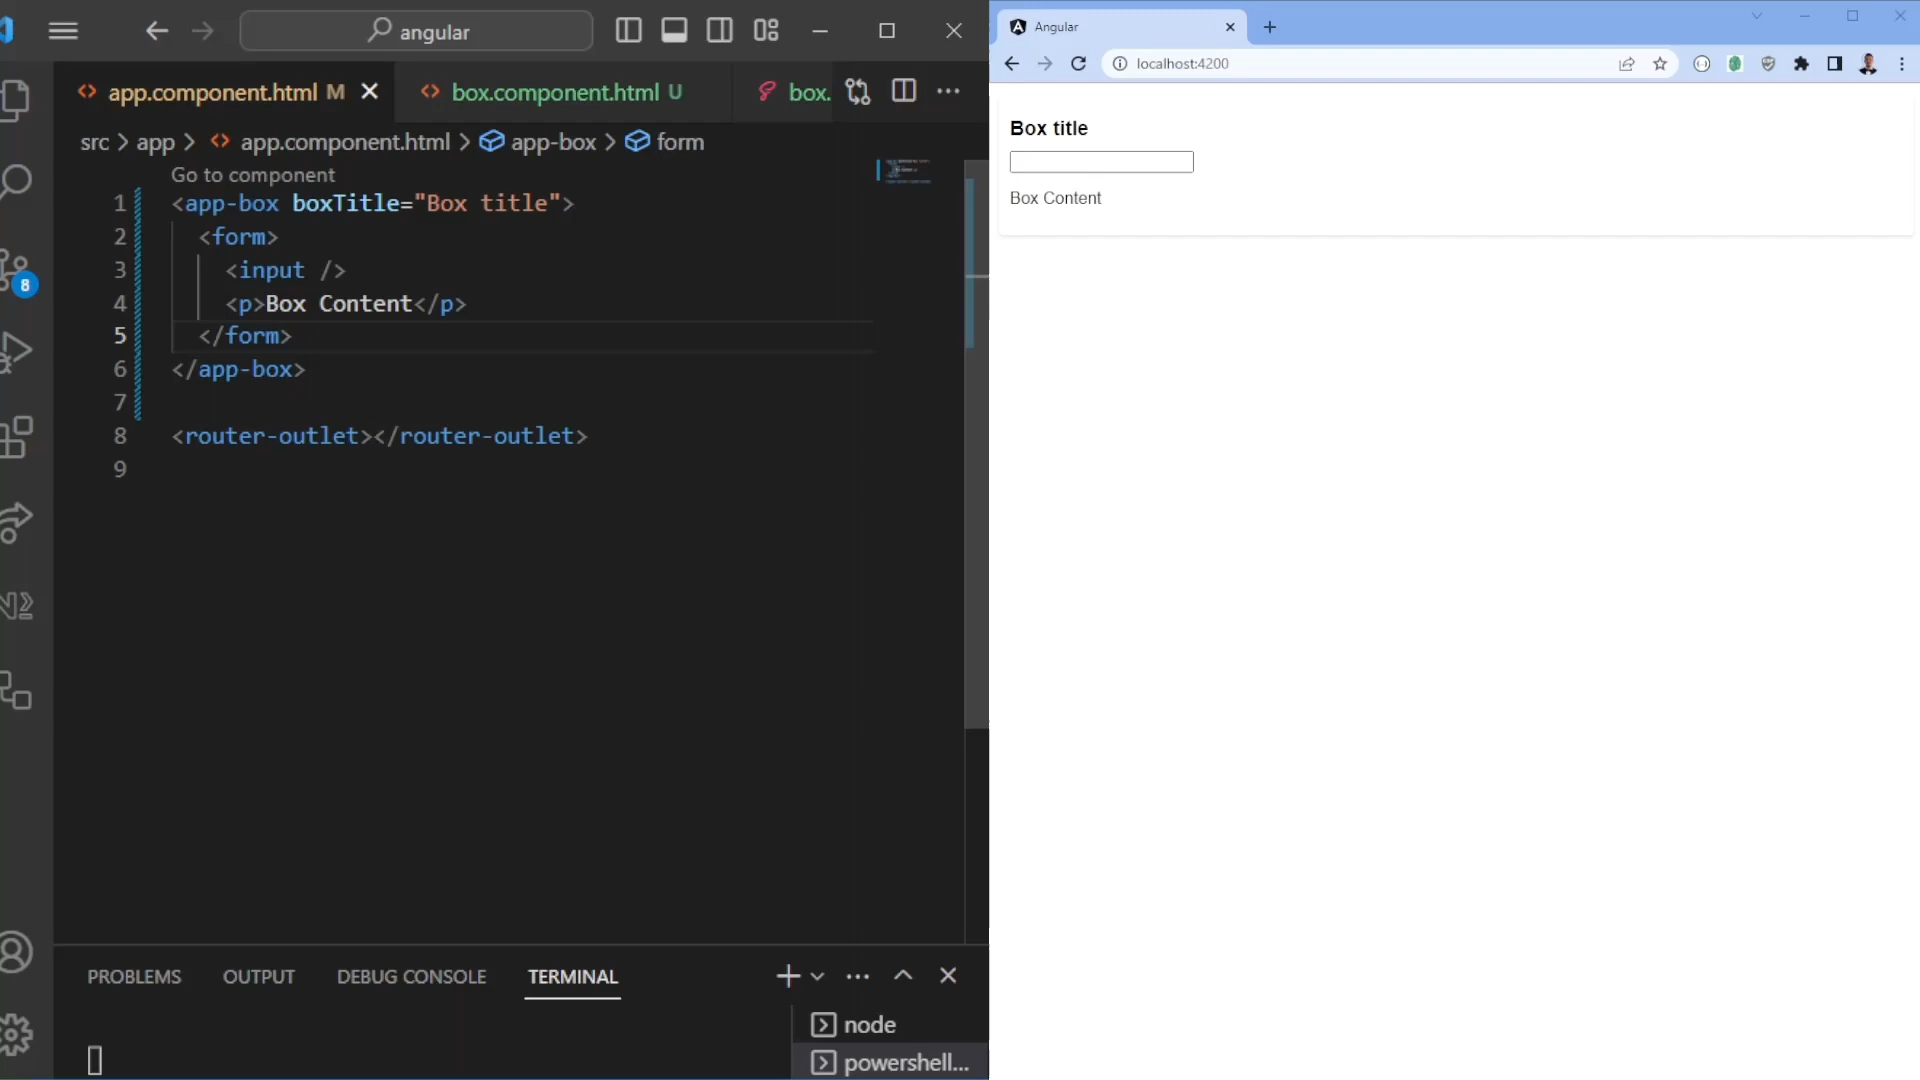 angular
app.component.html M
box.component.html U
box.
src > app > app.component.html > app-box > form
Go to component
1 <app-box boxTitle="Box title">
2 <form>
3 <input />
4 <p>Box Content</p>
5 </form>
6 </app-box>
7
8 <router-outlet></router-outlet>
9
8
PROBLEMS OUTPUT DEBUG CONSOLE TERMINAL
node
powershell...
Angular
localhost:4200
Box title
Box Content